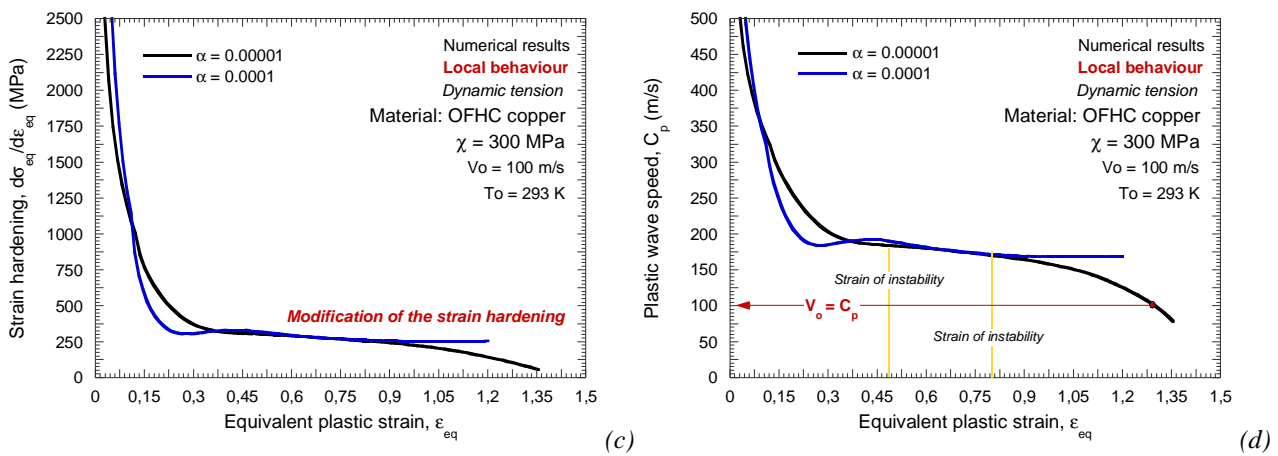 2500
2250
2000
1750
1500
1250
1000
750
500
250
0
Strain hardening, dσeq/dεeq (MPa)
α = 0.00001
α = 0.0001
Numerical results
Local behaviour
Dynamic tension
Material: OFHC copper
χ = 300 MPa
Vo = 100 m/s
To = 293 K
Modification of the strain hardening
0 0,15 0,3 0,45 0,6 0,75 0,9 1,05 1,2 1,35 1,5
Equivalent plastic strain, εeq
(c)
500
450
400
350
300
250
200
150
100
50
0
Plastic wave speed, Cp (m/s)
α = 0.00001
α = 0.0001
Numerical results
Local behaviour
Dynamic tension
Material: OFHC copper
χ = 300 MPa
Vo = 100 m/s
To = 293 K
Strain of instability
Vo = Cp
Strain of instability
0 0,15 0,3 0,45 0,6 0,75 0,9 1,05 1,2 1,35 1,5
Equivalent plastic strain, εeq
(d)